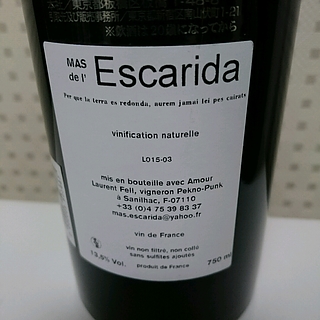 MAS
de l'
Escarida
Per que la terra es redonda, aurem jamai lei pes cairats
vinification naturelle
L015-03
mis en bouteille avec Amour
Laurent Fell, vigneron Pekno-Punk
à Sanilhac, F-07110
+33 (0)4 75 39 83 37
mas.escarida@yahoo.fr
vin de France
vin non filtré, non collé
sans sulfites ajoutés
13,5% Vol.
750 ml
produit de France